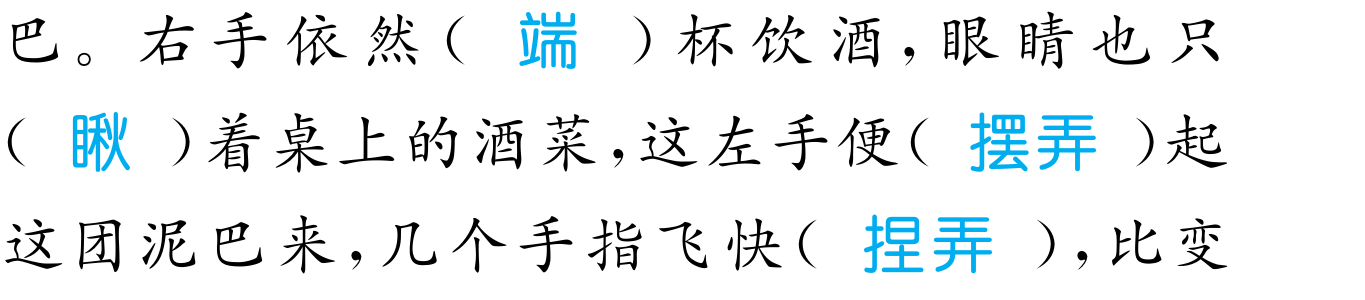 巴。右手依然( 端 )杯饮酒,眼睛也只
( 瞅 )着桌上的酒菜,这左手便( 摆弄 )起
这团泥巴来,几个手指飞快( 捏弄 ),比变